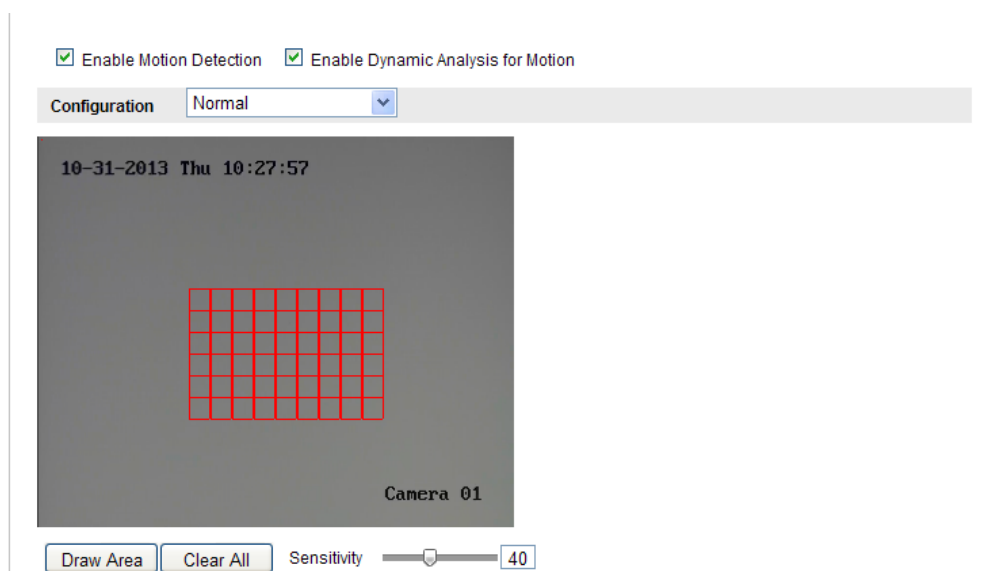 Enable Motion Detection Enable Dynamic Analysis for Motion
Configuration Normal
10-31-2013 Thu 10:27:57
Camera 01
Draw Area Clear All Sensitivity 40